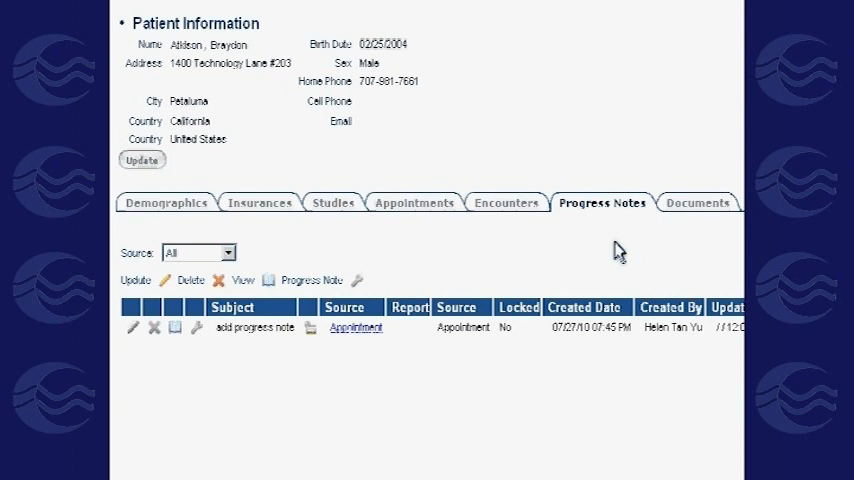 • Patient Information
Name Atkison , Braydon Birth Date 02/25/2004
Address 1400 Technology Lane #203 Sex Male
Home Phone 707-981-7661
City Petaluma Cell Phone
Country California Email
Country United States
Update
Demographics Insurances Studies Appointments Encounters Progress Notes Documents
Source: All
Update Delete View Progress Note
Subject Source Report Source Locked Created Date Created By Updat
add progress note Appointment Appointment No 07/27/10 07:45 PM Helen Tan Yu / / 12:0